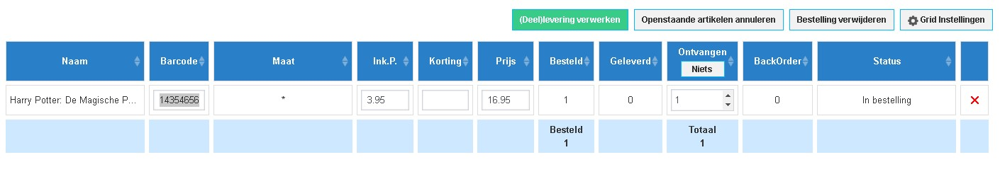 (Deel)levering verwerken Openstaande artikelen annuleren Bestelling verwijderen Grid Instellingen
Naam Barcode Maat Ink.P. Korting Prijs Besteld Geleverd Ontvangen BackOrder Status
Niets
Harry Potter: De Magische P... 14354656 * 3.95 16.95 1 0 1 0 In bestelling
Besteld Totaal
1 1